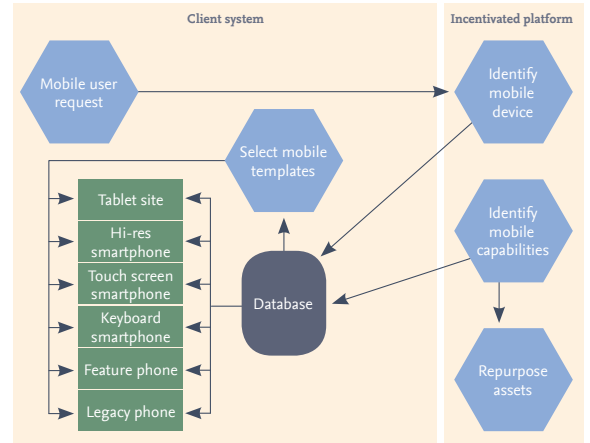 Client system
Incentivated platform
Mobile user
request
Identify
mobile
device
Select mobile
templates
Tablet site
Hi-res
smartphone
Touch screen
smartphone
Keyboard
smartphone
Feature phone
Legacy phone
Database
Identify
mobile
capabilities
Repurpose
assets